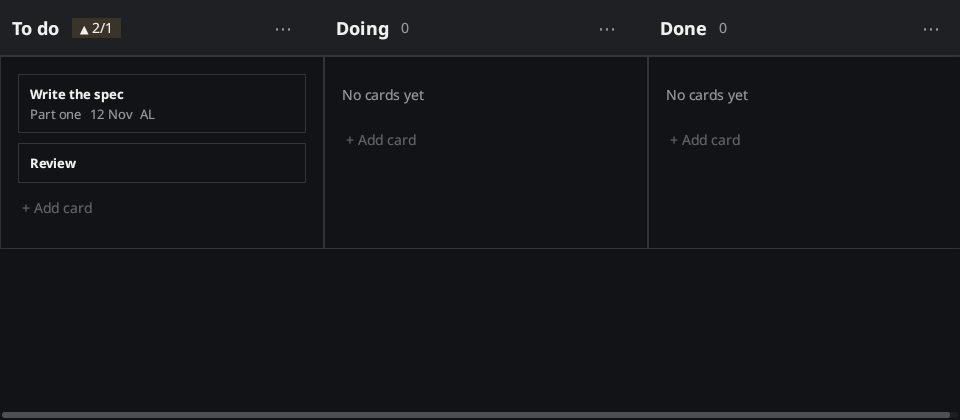 To do ▲ 2/1 ...
Doing 0 ...
Done 0 ...
Write the spec
Part one 12 Nov AL
Review
+ Add card
No cards yet
+ Add card
No cards yet
+ Add card